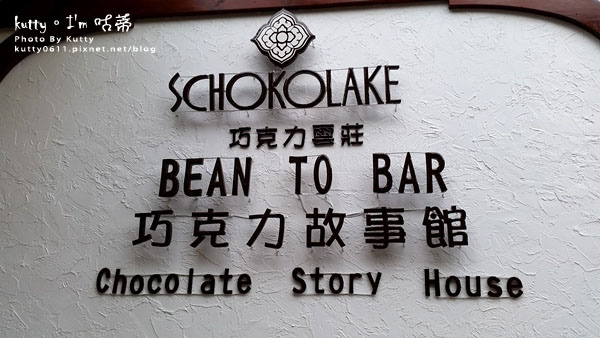 kutty。I'm 咕蒂
Photo By Kutty
kutty0611.pixnet.net/blog
SCHOKOLAKE
巧克力雲莊
BEAN TO BAR
巧克力故事館
Chocolate Story House